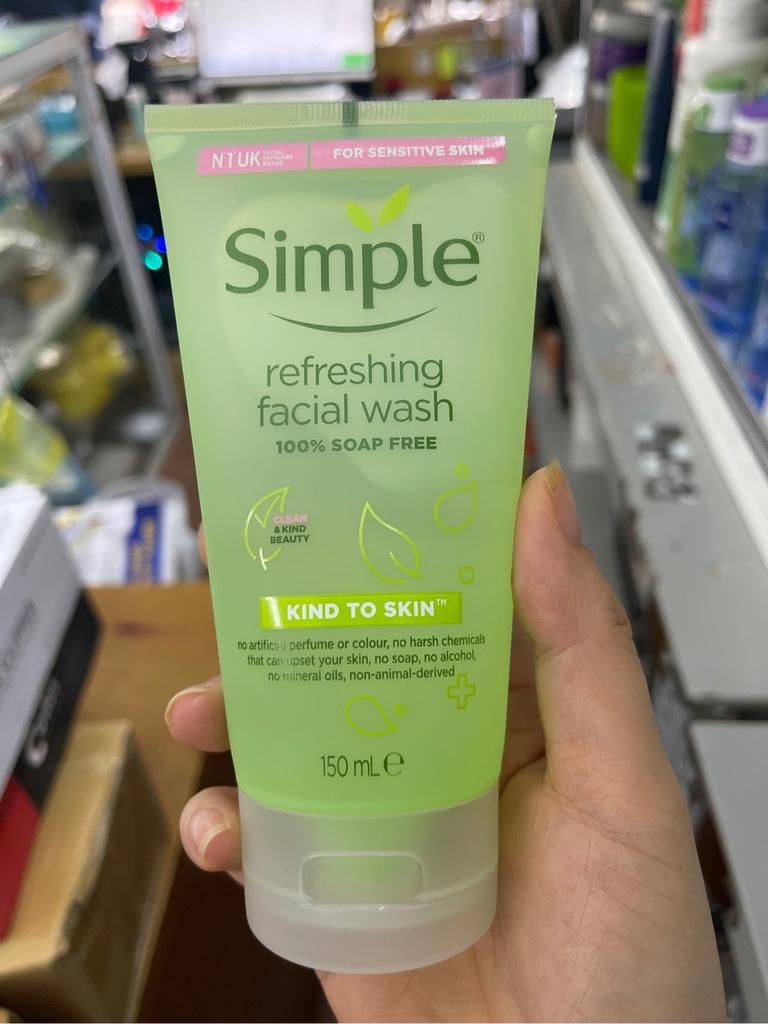 N1 UK FACIAL SKINCARE BRAND
FOR SENSITIVE SKIN
Simple®
refreshing
facial wash
100% SOAP FREE
CLEAN
& KIND
BEAUTY
KIND TO SKIN™
no artificial perfume or colour, no harsh chemicals
that can upset your skin, no soap, no alcohol,
no mineral oils, non-animal-derived
150 mL ℮